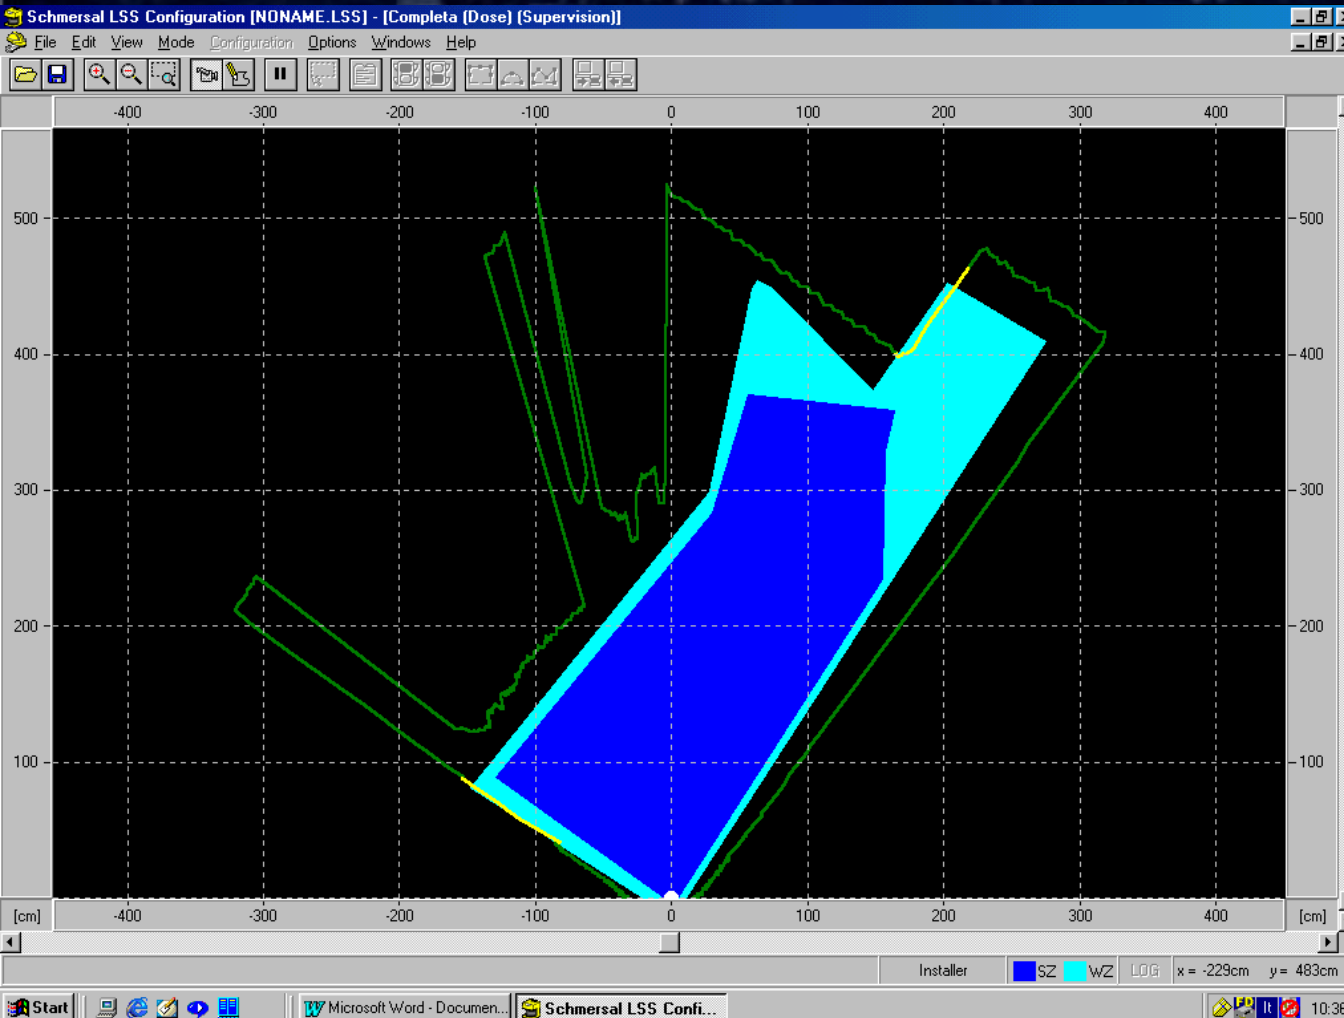 Schmersal LSS Configuration [NONAME.LSS] - [Completa (Dose) (Supervision)]
File Edit View Mode Configuration Options Windows Help
-400 -300 -200 -100 0 100 200 300 400
500 500
400 400
300 300
200 200
100 100
[cm] -400 -300 -200 -100 0 100 200 300 400 [cm]
Installer SZ WZ LOG x = -229cm y = 483cm
Start Microsoft Word - Documen... Schmersal LSS Confi... It